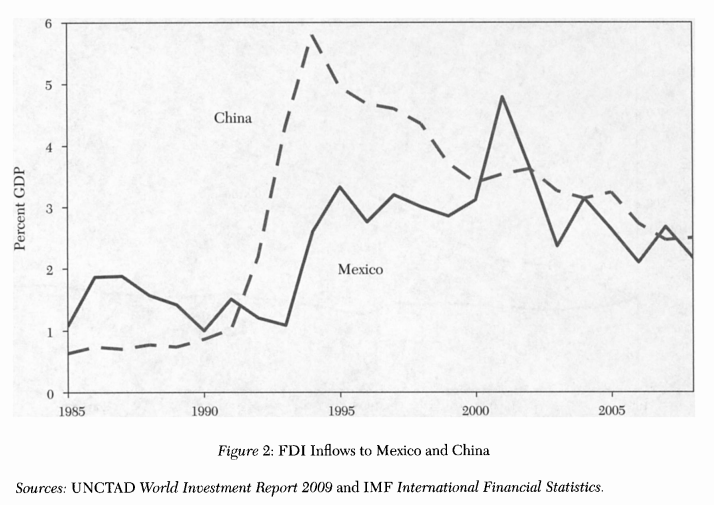 6
5
China
4
Percent GDP
3
Mexico
2
1
0
1985 1990 1995 2000 2005
Figure 2: FDI Inflows to Mexico and China
Sources: UNCTAD World Investment Report 2009 and IMF International Financial Statistics.